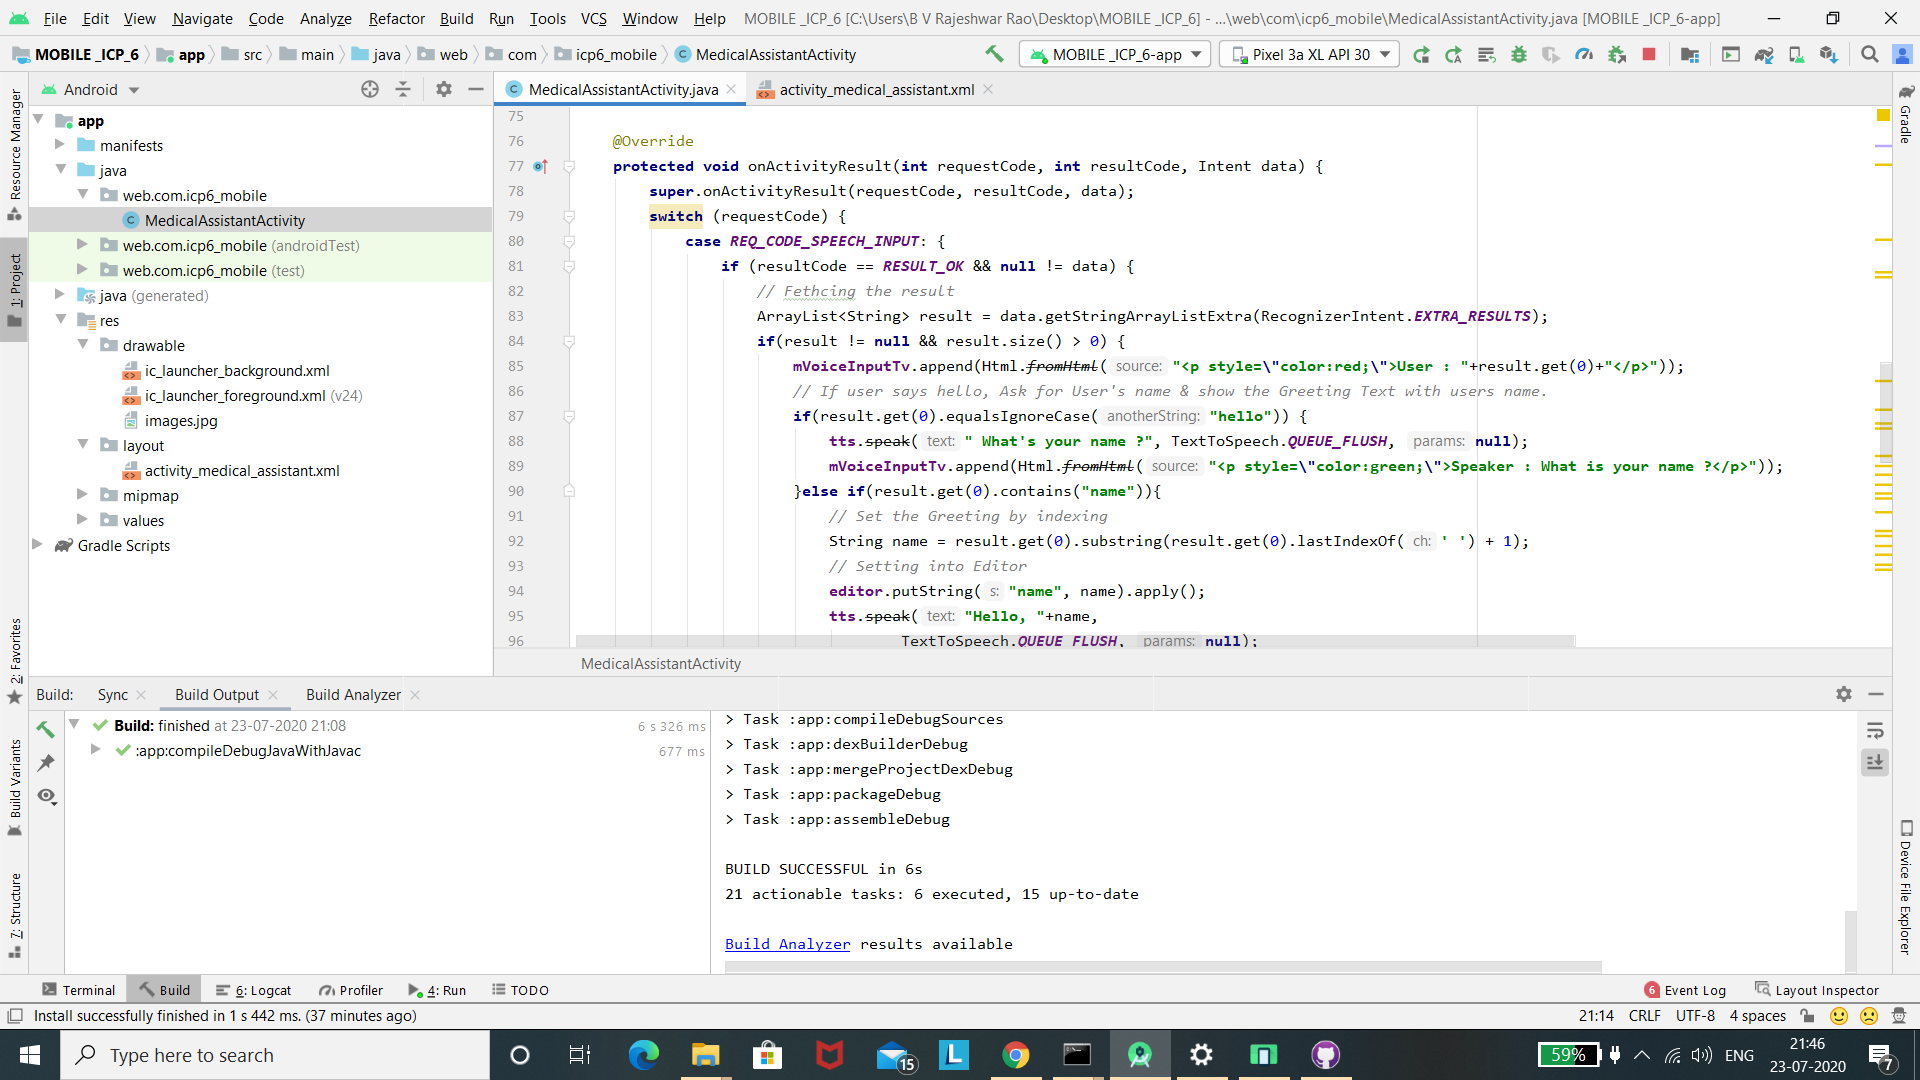 File Edit View Navigate Code Analyze Refactor Build Run Tools VCS Window Help MOBILE _ICP_6 [C:\Users\B V Rajeshwar Rao\Desktop\MOBILE _ICP_6] - ...\web\com\icp6_mobile\MedicalAssistantActivity.java [MOBILE _ICP_6-app]
MOBILE _ICP_6 app src main java web com icp6_mobile MedicalAssistantActivity MOBILE _ICP_6-app Pixel 3a XL API 30
Android
MedicalAssistantActivity.java activity_medical_assistant.xml
Resource Manager
1: Project
2: Favorites
Build Variants
7: Structure
Gradle
Device File Explorer
app
manifests
java
web.com.icp6_mobile
MedicalAssistantActivity
web.com.icp6_mobile (androidTest)
web.com.icp6_mobile (test)
java (generated)
res
drawable
ic_launcher_background.xml
ic_launcher_foreground.xml (v24)
images.jpg
layout
activity_medical_assistant.xml
mipmap
values
Gradle Scripts
75
76 @Override
77 protected void onActivityResult(int requestCode, int resultCode, Intent data) {
78 super.onActivityResult(requestCode, resultCode, data);
79 switch (requestCode) {
80 case REQ_CODE_SPEECH_INPUT: {
81 if (resultCode == RESULT_OK && null != data) {
82 // Fethcing the result
83 ArrayList<String> result = data.getStringArrayListExtra(RecognizerIntent.EXTRA_RESULTS);
84 if(result != null && result.size() > 0) {
85 mVoiceInputTv.append(Html.fromHtml( source: "<p style=\"color:red;\">User : "+result.get(0)+"</p>"));
86 // If user says hello, Ask for User's name & show the Greeting Text with users name.
87 if(result.get(0).equalsIgnoreCase( anotherString: "hello")) {
88 tts.speak( text: " What's your name ?", TextToSpeech.QUEUE_FLUSH, params: null);
89 mVoiceInputTv.append(Html.fromHtml( source: "<p style=\"color:green;\">Speaker : What is your name ?</p>"));
90 }else if(result.get(0).contains("name")){
91 // Set the Greeting by indexing
92 String name = result.get(0).substring(result.get(0).lastIndexOf( ch: ' ') + 1);
93 // Setting into Editor
94 editor.putString( s: "name", name).apply();
95 tts.speak( text: "Hello, "+name,
96 TextToSpeech.QUEUE_FLUSH, params: null);
MedicalAssistantActivity
Build: Sync Build Output Build Analyzer
Build: finished at 23-07-2020 21:08 6 s 326 ms
:app:compileDebugJavaWithJavac 677 ms
> Task :app:compileDebugSources
> Task :app:dexBuilderDebug
> Task :app:mergeProjectDexDebug
> Task :app:packageDebug
> Task :app:assembleDebug
BUILD SUCCESSFUL in 6s
21 actionable tasks: 6 executed, 15 up-to-date
Build Analyzer results available
Terminal Build 6: Logcat Profiler 4: Run TODO 6 Event Log Layout Inspector
Install successfully finished in 1 s 442 ms. (37 minutes ago) 21:14 CRLF UTF-8 4 spaces
Type here to search 15 L 59% ENG 21:46
23-07-2020 7